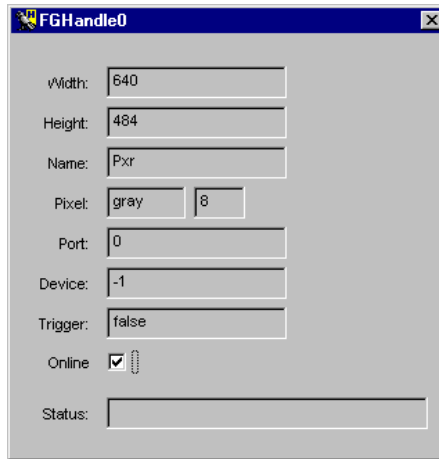 FGHandle0
Width: 640
Height: 484
Name: Pxr
Pixel: gray 8
Port: 0
Device: -1
Trigger: false
Online
Status: